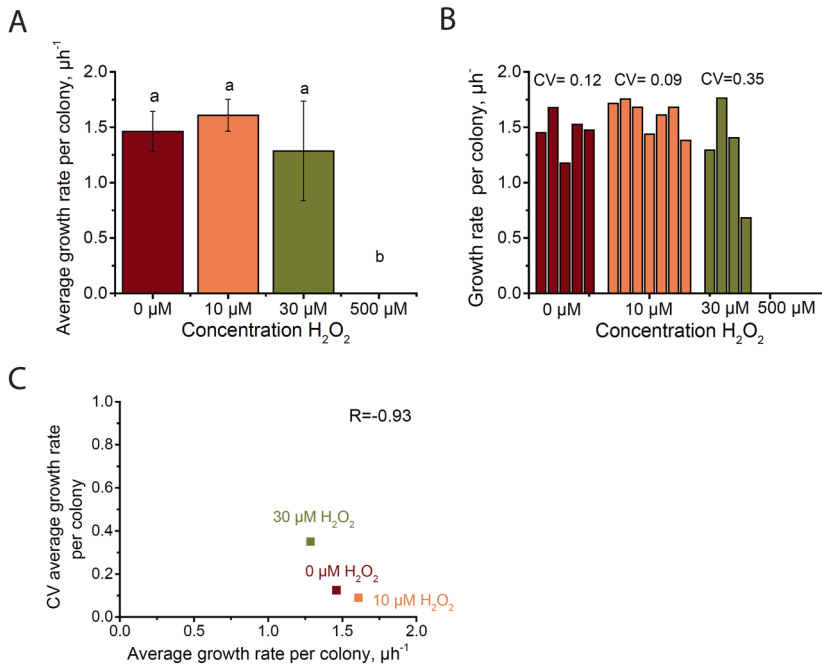 A
Average growth rate per colony, µh⁻¹
2.0
1.5
1.0
0.5
0.0
a
a
a
b
0 µM
10 µM
30 µM
500 µM
Concentration H₂O₂
B
Growth rate per colony, µh⁻
2.0
1.5
1.0
0.5
0.0
CV= 0.12
CV= 0.09
CV=0.35
0 µM
10 µM
30 µM
500 µM
Concentration H₂O₂
C
CV average growth rate
per colony
1.0
0.8
0.6
0.4
0.2
0.0
R=-0.93
30 µM H₂O₂
0 µM H₂O₂
10 µM H₂O₂
0.0
0.5
1.0
1.5
2.0
Average growth rate per colony, µh⁻¹